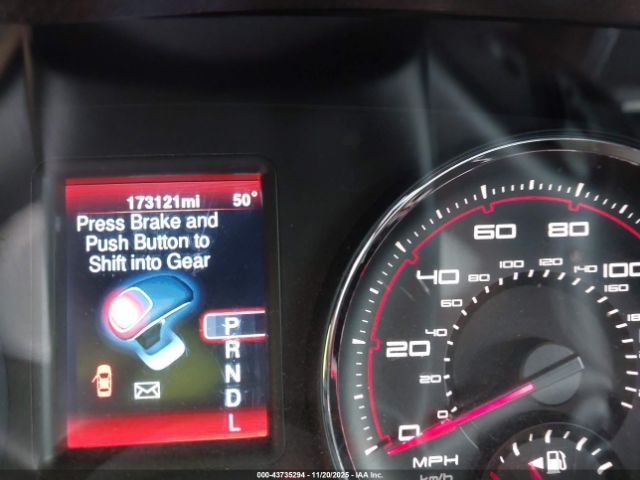 173121mi 50°
Press Brake and
Push Button to
Shift into Gear
P
R
N
D
L
0 20 40 60 80 100
0 20 40 60 80 100 120 140 160
MPH
km/h
000-43735294 - 11/20/2025 - IAA Inc.